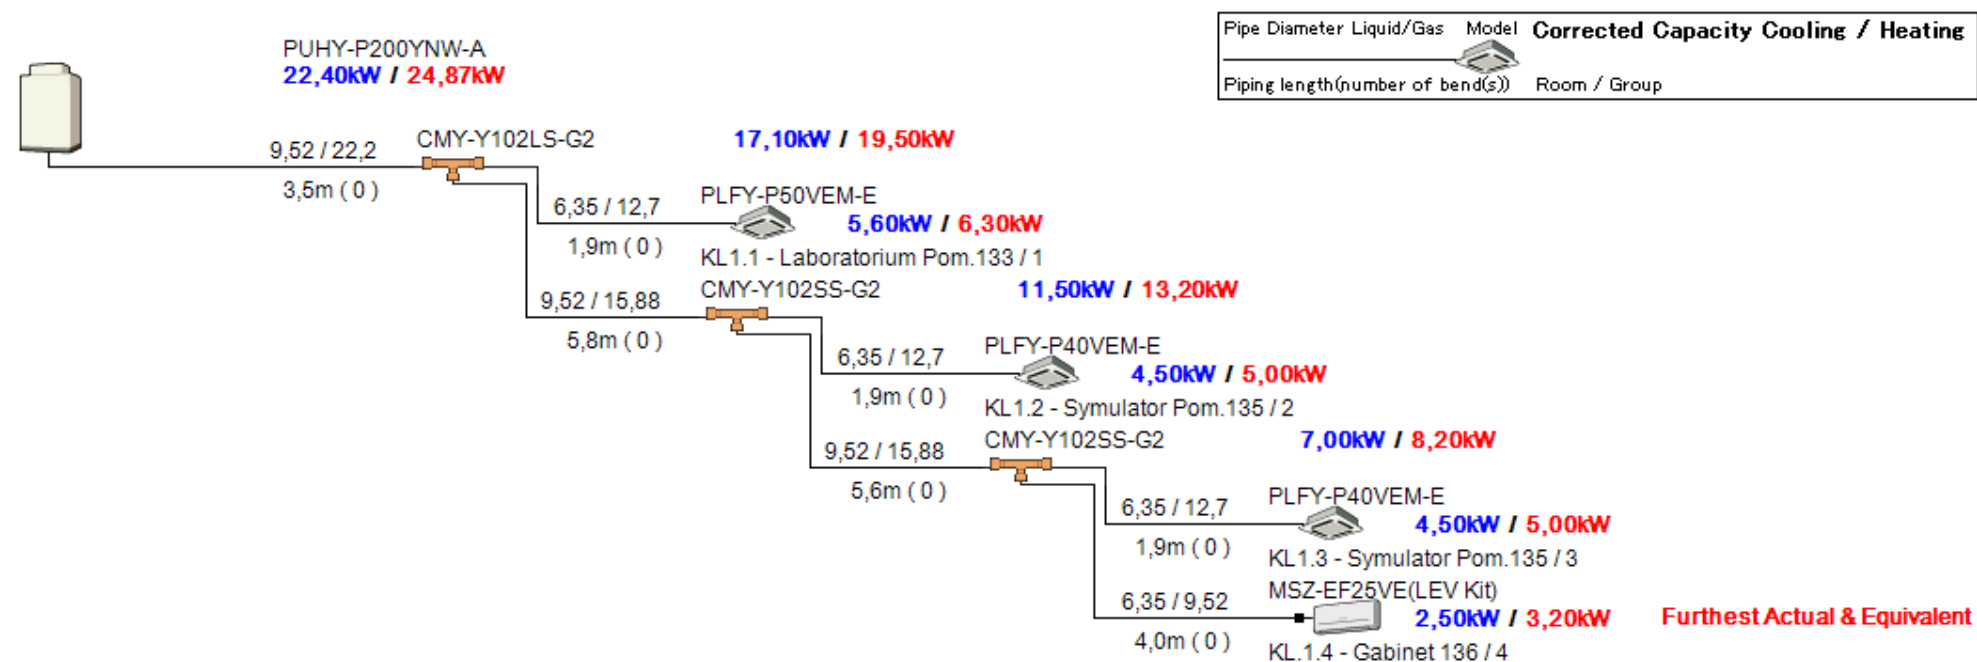 Pipe Diameter Liquid/Gas Model Corrected Capacity Cooling / Heating
Piping length(number of bend(s)) Room / Group
PUHY-P200YNW-A
22,40kW / 24,87kW
9,52 / 22,2
3,5m ( 0 )
CMY-Y102LS-G2
17,10kW / 19,50kW
6,35 / 12,7
1,9m ( 0 )
PLFY-P50VEM-E
5,60kW / 6,30kW
KL1.1 - Laboratorium Pom.133 / 1
9,52 / 15,88
5,8m ( 0 )
CMY-Y102SS-G2
11,50kW / 13,20kW
6,35 / 12,7
1,9m ( 0 )
PLFY-P40VEM-E
4,50kW / 5,00kW
KL1.2 - Symulator Pom.135 / 2
9,52 / 15,88
5,6m ( 0 )
CMY-Y102SS-G2
7,00kW / 8,20kW
6,35 / 12,7
1,9m ( 0 )
PLFY-P40VEM-E
4,50kW / 5,00kW
KL1.3 - Symulator Pom.135 / 3
6,35 / 9,52
4,0m ( 0 )
MSZ-EF25VE(LEV Kit)
2,50kW / 3,20kW
Furthest Actual & Equivalent
KL.1.4 - Gabinet 136 / 4